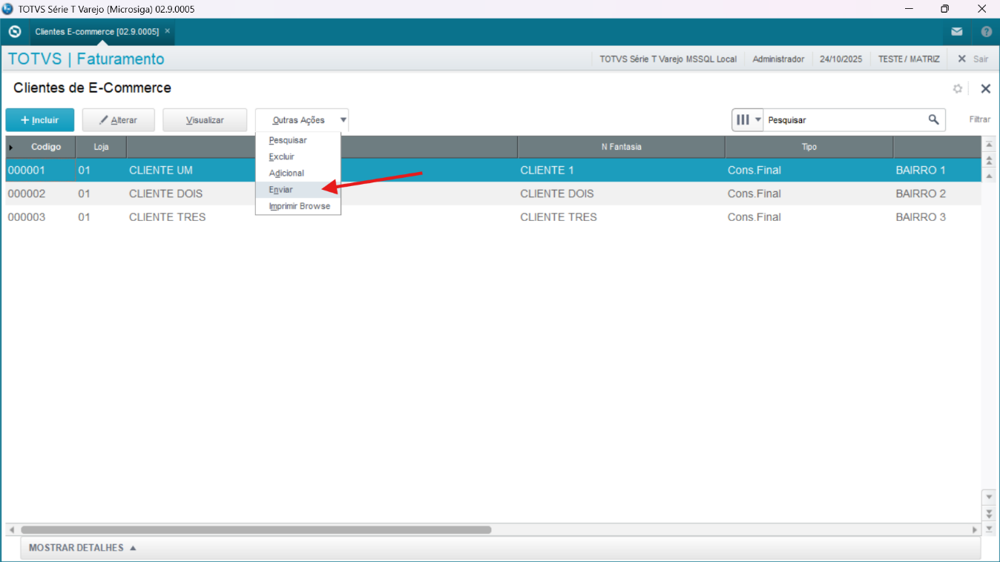 TOTVS Série T Varejo (Microsiga) 02.9.0005
Clientes E-commerce [02.9.0005] ×
TOTVS | Faturamento
TOTVS Série T Varejo MSSQL Local Administrador 24/10/2025 TESTE / MATRIZ Sair
Clientes de E-Commerce
+ Incluir Alterar Visualizar Outras Ações Pesquisar Filtrar
Pesquisar
Excluir
Adicional
Enviar
Imprimir Browse
Codigo Loja N Fantasia Tipo
000001 01 CLIENTE UM CLIENTE 1 Cons.Final BAIRRO 1
000002 01 CLIENTE DOIS CLIENTE DOIS Cons.Final BAIRRO 2
000003 01 CLIENTE TRES CLIENTE TRES Cons.Final BAIRRO 3
MOSTRAR DETALHES